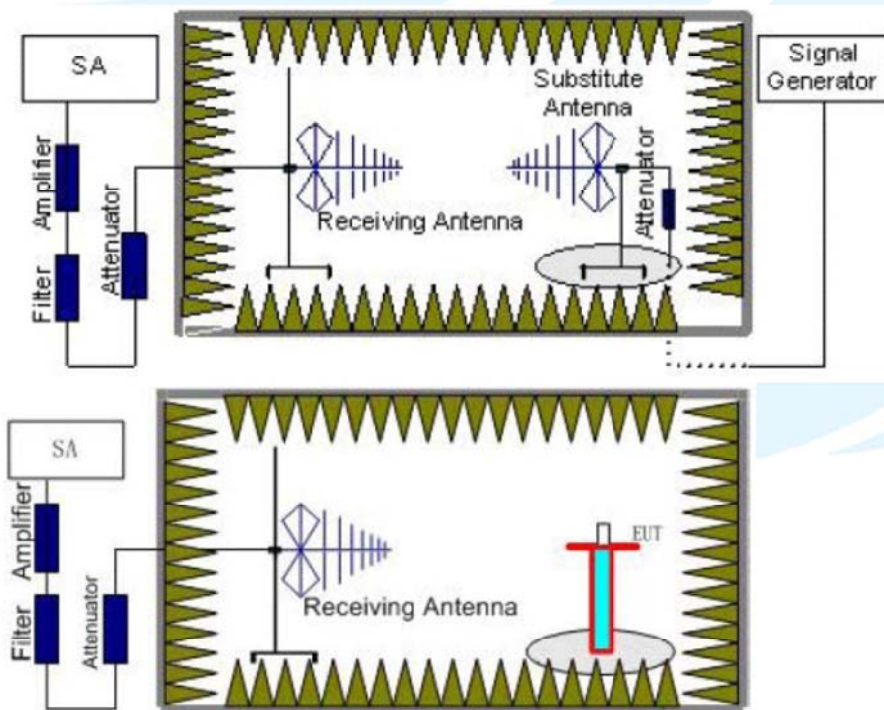 SA
Signal
Generator
Substitute
Antenna
Amplifier
Attenuator
Attenuator
Receiving Antenna
Filter
SA
Amplifier
EUT
Filter
Attenuator
Receiving Antenna